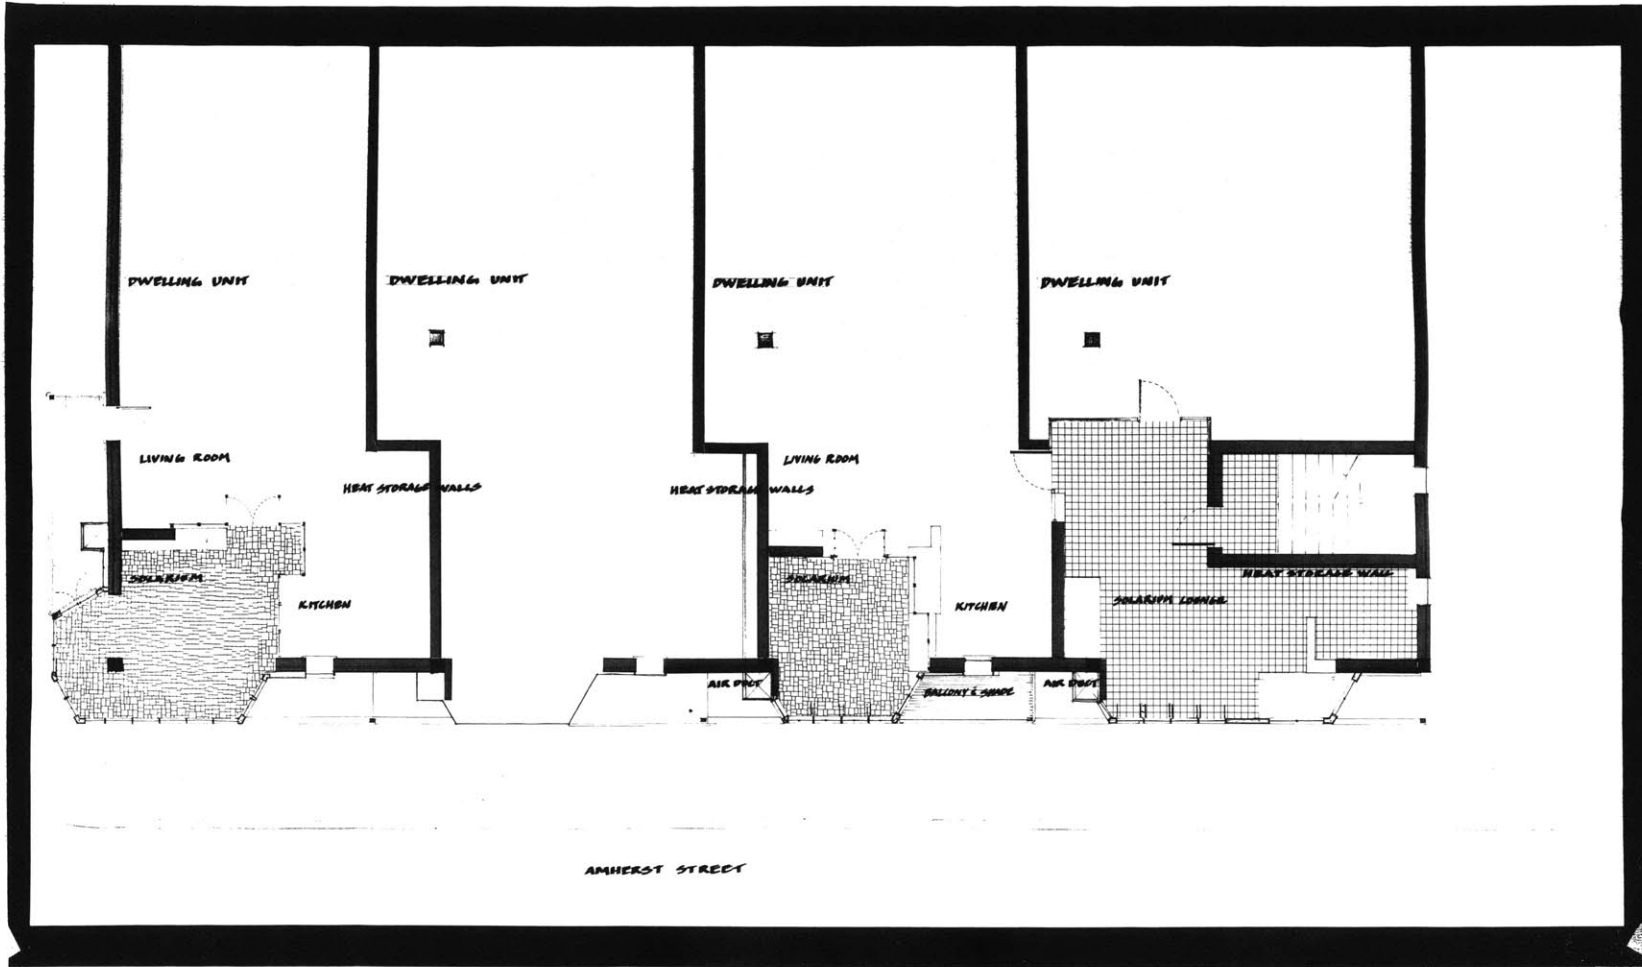 DWELLING UNIT
DWELLING UNIT
DWELLING UNIT
DWELLING UNIT
LIVING ROOM
LIVING ROOM
HEAT STORAGE WALLS
HEAT STORAGE WALLS
SOLARIUM
SOLARIUM
HEAT STORAGE WALL
KITCHEN
KITCHEN
SOLARIUM LOUNGE
AIR DUCT
BALCONY & SHADE
AIR DUCT
AMHERST STREET